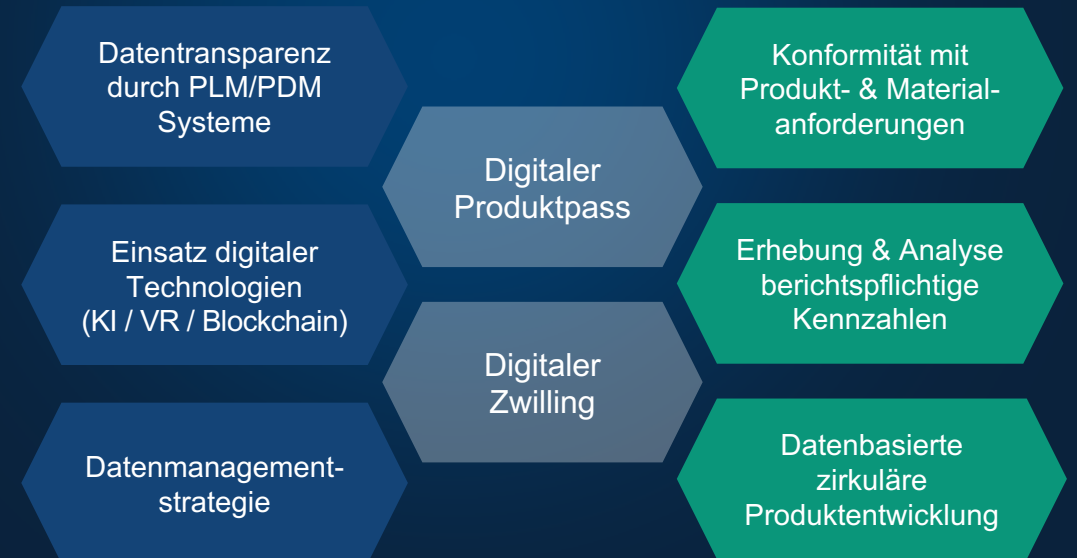 Datentransparenz
durch PLM/PDM
Systeme
Einsatz digitaler
Technologien
(KI / VR / Blockchain)
Datenmanagement-
strategie
Digitaler
Produktpass
Digitaler
Zwilling
Konformität mit
Produkt- & Material-
anforderungen
Erhebung & Analyse
berichtspflichtige
Kennzahlen
Datenbasierte
zirkuläre
Produktentwicklung